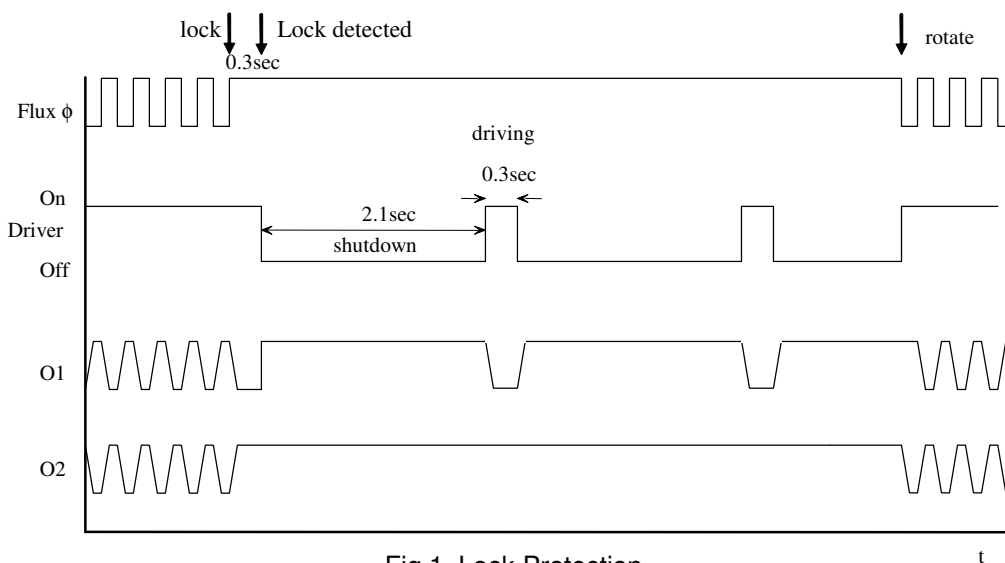 lock
Lock detected
rotate
0.3sec
Flux ϕ
driving
0.3sec
On
2.1sec
Driver
shutdown
Off
O1
O2
t
Fig 1. Lock Protection